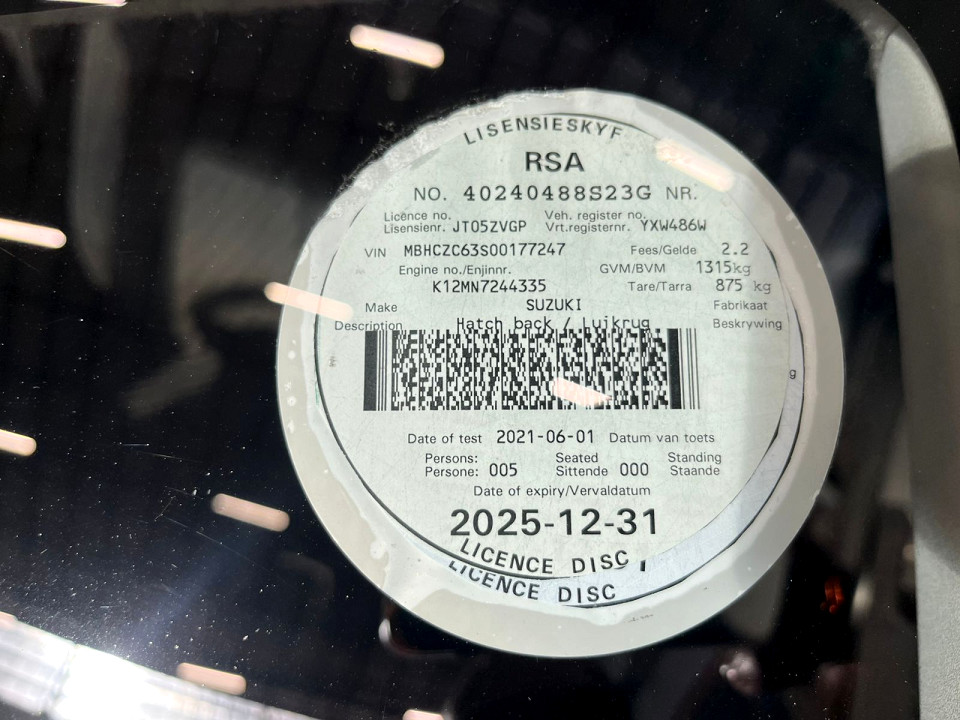 LISENSIESKYF
RSA
NO. 40240488S23G NR.
Licence no. Veh. register no.
Lisensienr. JT05ZVGP Vrt.registernr. YXW486W
VIN MBHCZC63S00177247 Fees/Gelde 2.2
Engine no./Enjinnr. GVM/BVM 1315kg
K12MN7244335 Tare/Tarra 875 kg
Make SUZUKI Fabrikaat
Description Hatch back / Luikrug Beskrywing
g
Date of test 2021-06-01 Datum van toets
Persons: Seated Standing
Persone: 005 Sittende 000 Staande
Date of expiry/Vervaldatum
2025-12-31
LICENCE DISC
LICENCE DISC